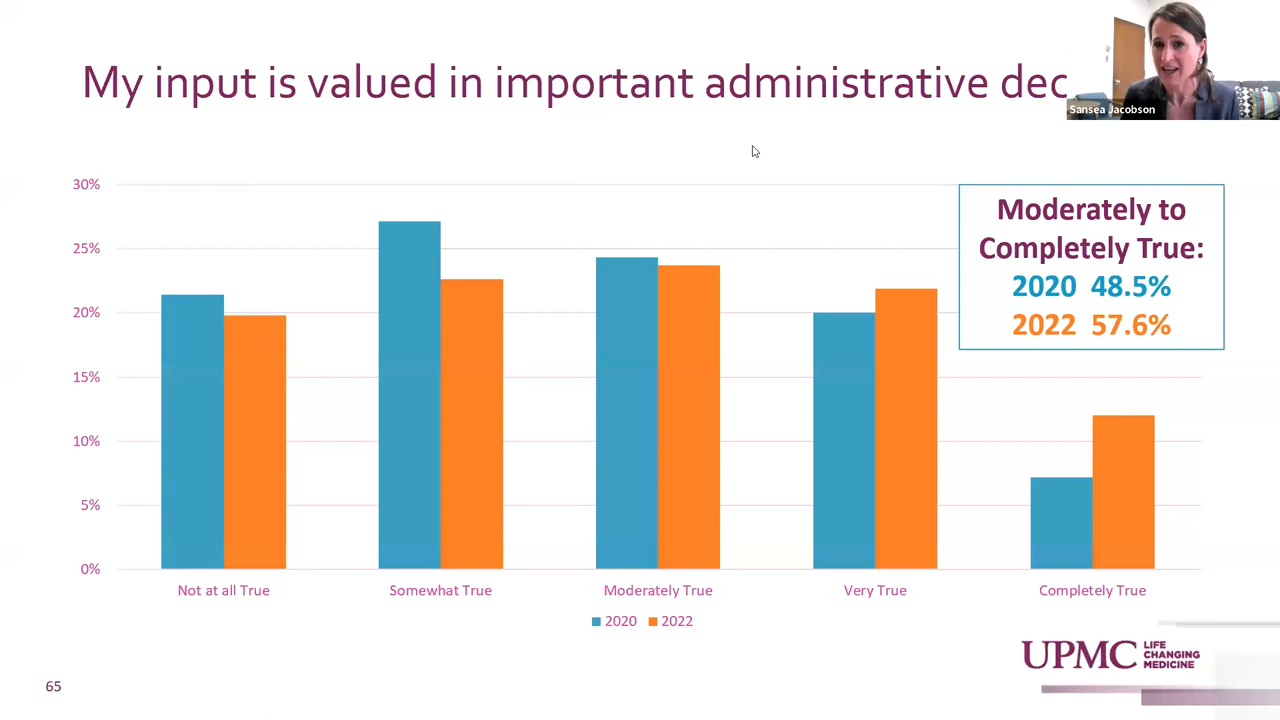 My input is valued in important administrative dec
Sansea Jacobson
30%
25%
20%
15%
10%
5%
0%
Moderately to
Completely True:
2020 48.5%
2022 57.6%
Not at all True
Somewhat True
Moderately True
Very True
Completely True
2020
2022
UPMC
LIFE
CHANGING
MEDICINE
65